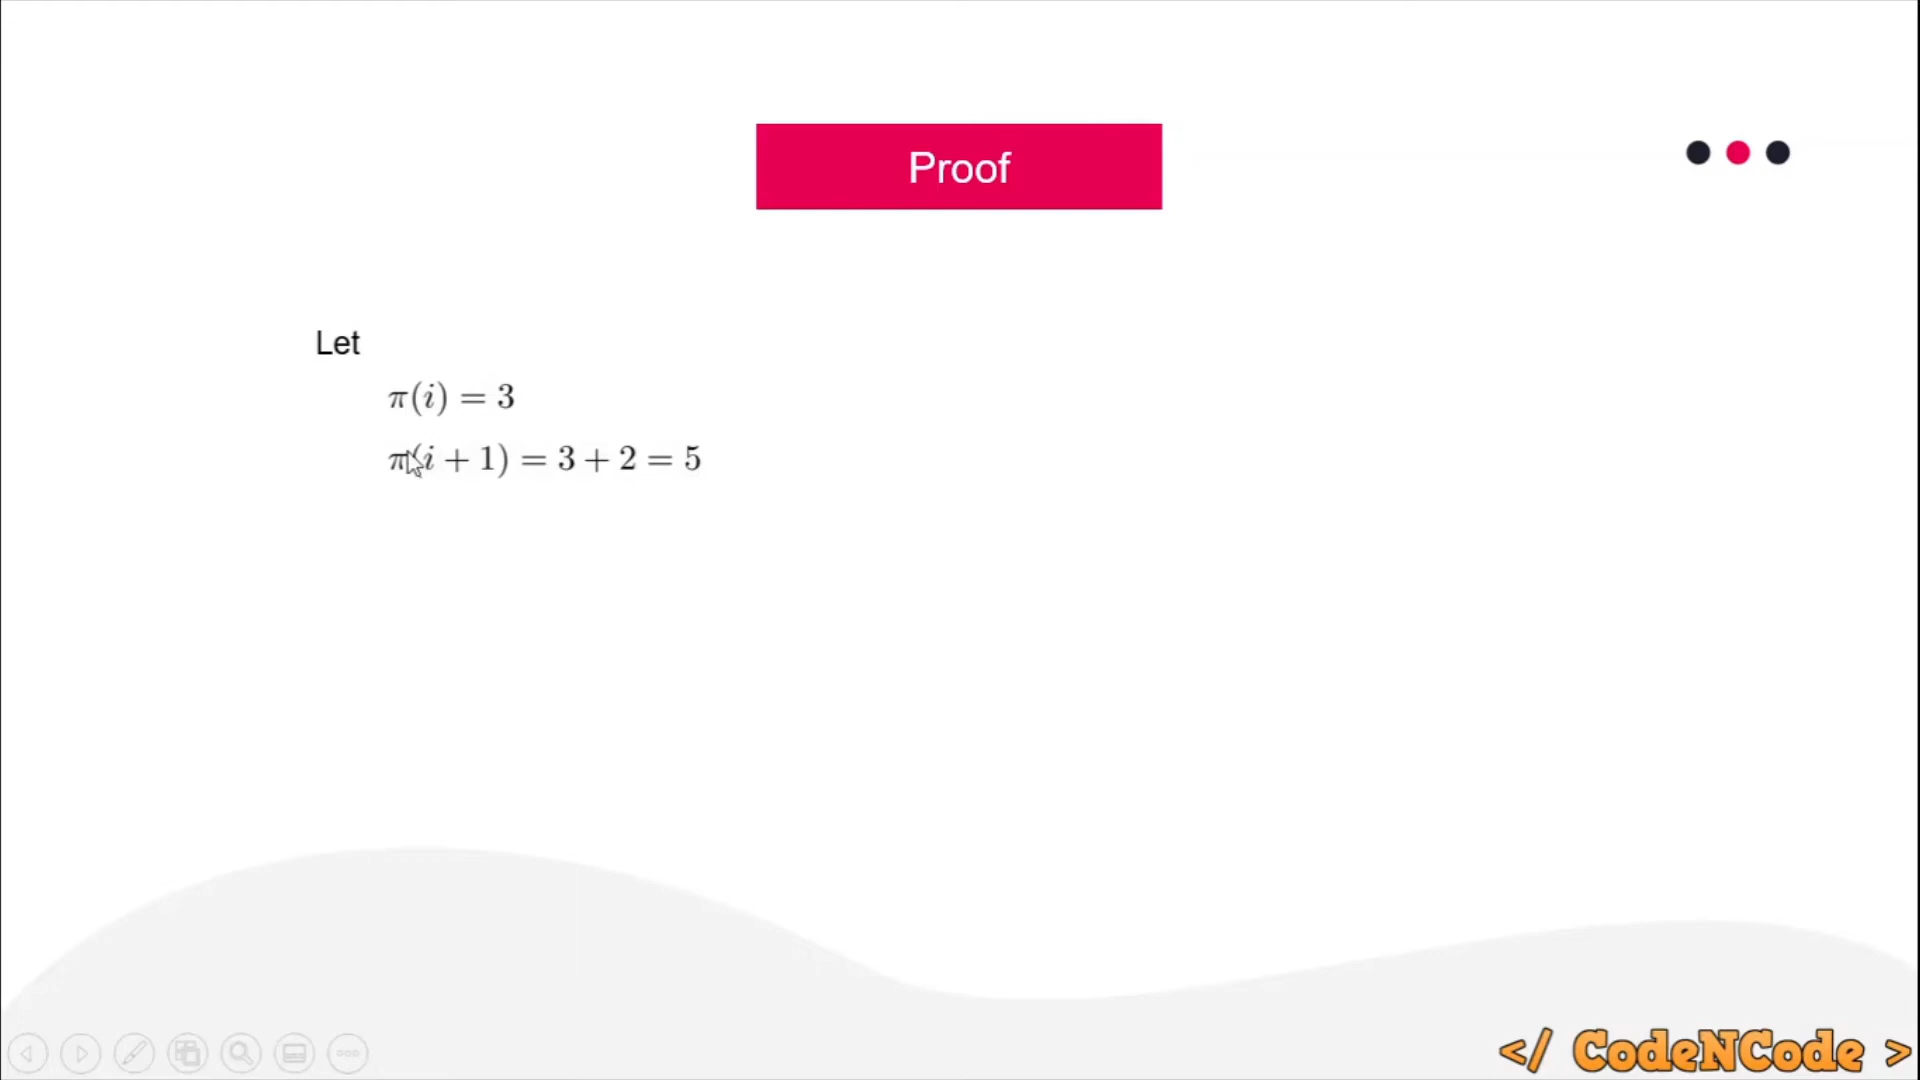 Proof
Let
π(i) = 3
π(i + 1) = 3 + 2 = 5
</ CodeNCode >